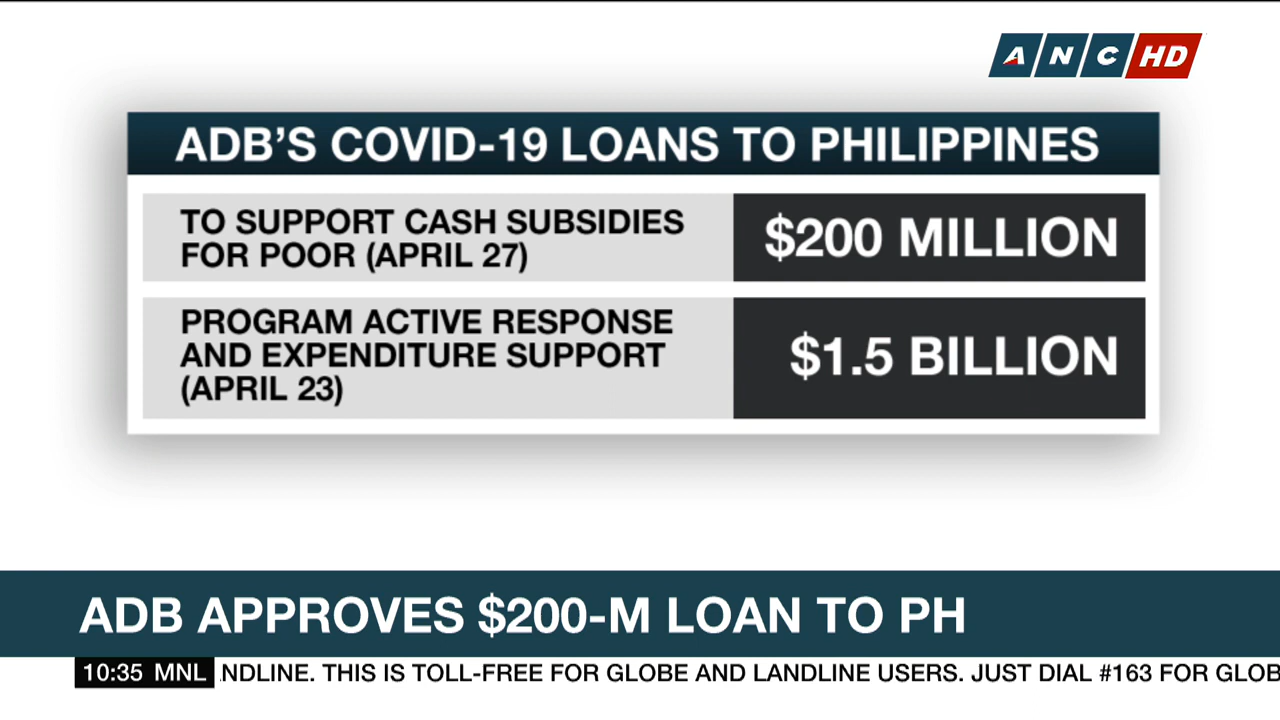 ANC HD
ADB'S COVID-19 LOANS TO PHILIPPINES
TO SUPPORT CASH SUBSIDIES
FOR POOR (APRIL 27)
$200 MILLION
PROGRAM ACTIVE RESPONSE
AND EXPENDITURE SUPPORT
(APRIL 23)
$1.5 BILLION
ADB APPROVES $200-M LOAN TO PH
10:35 MNL
NDLINE. THIS IS TOLL-FREE FOR GLOBE AND LANDLINE USERS. JUST DIAL #163 FOR GLOB